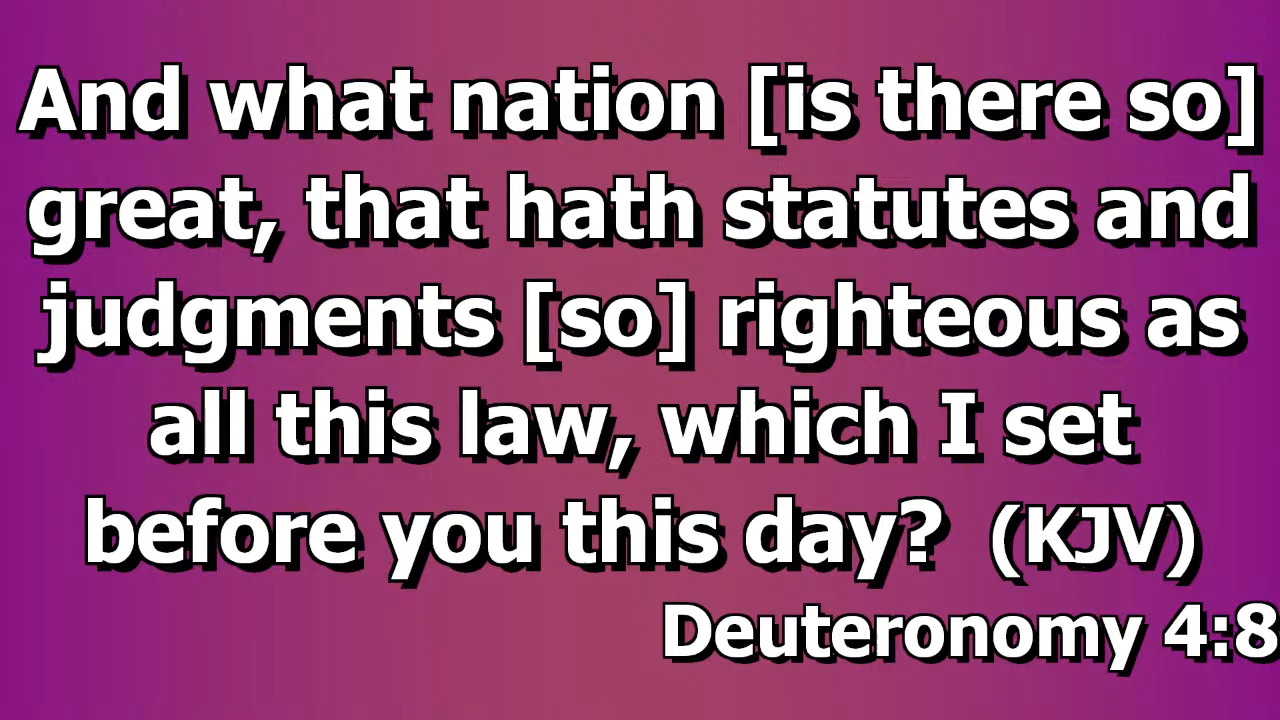 And what nation [is there so]
great, that hath statutes and
judgments [so] righteous as
all this law, which I set
before you this day? (KJV)
Deuteronomy 4:8